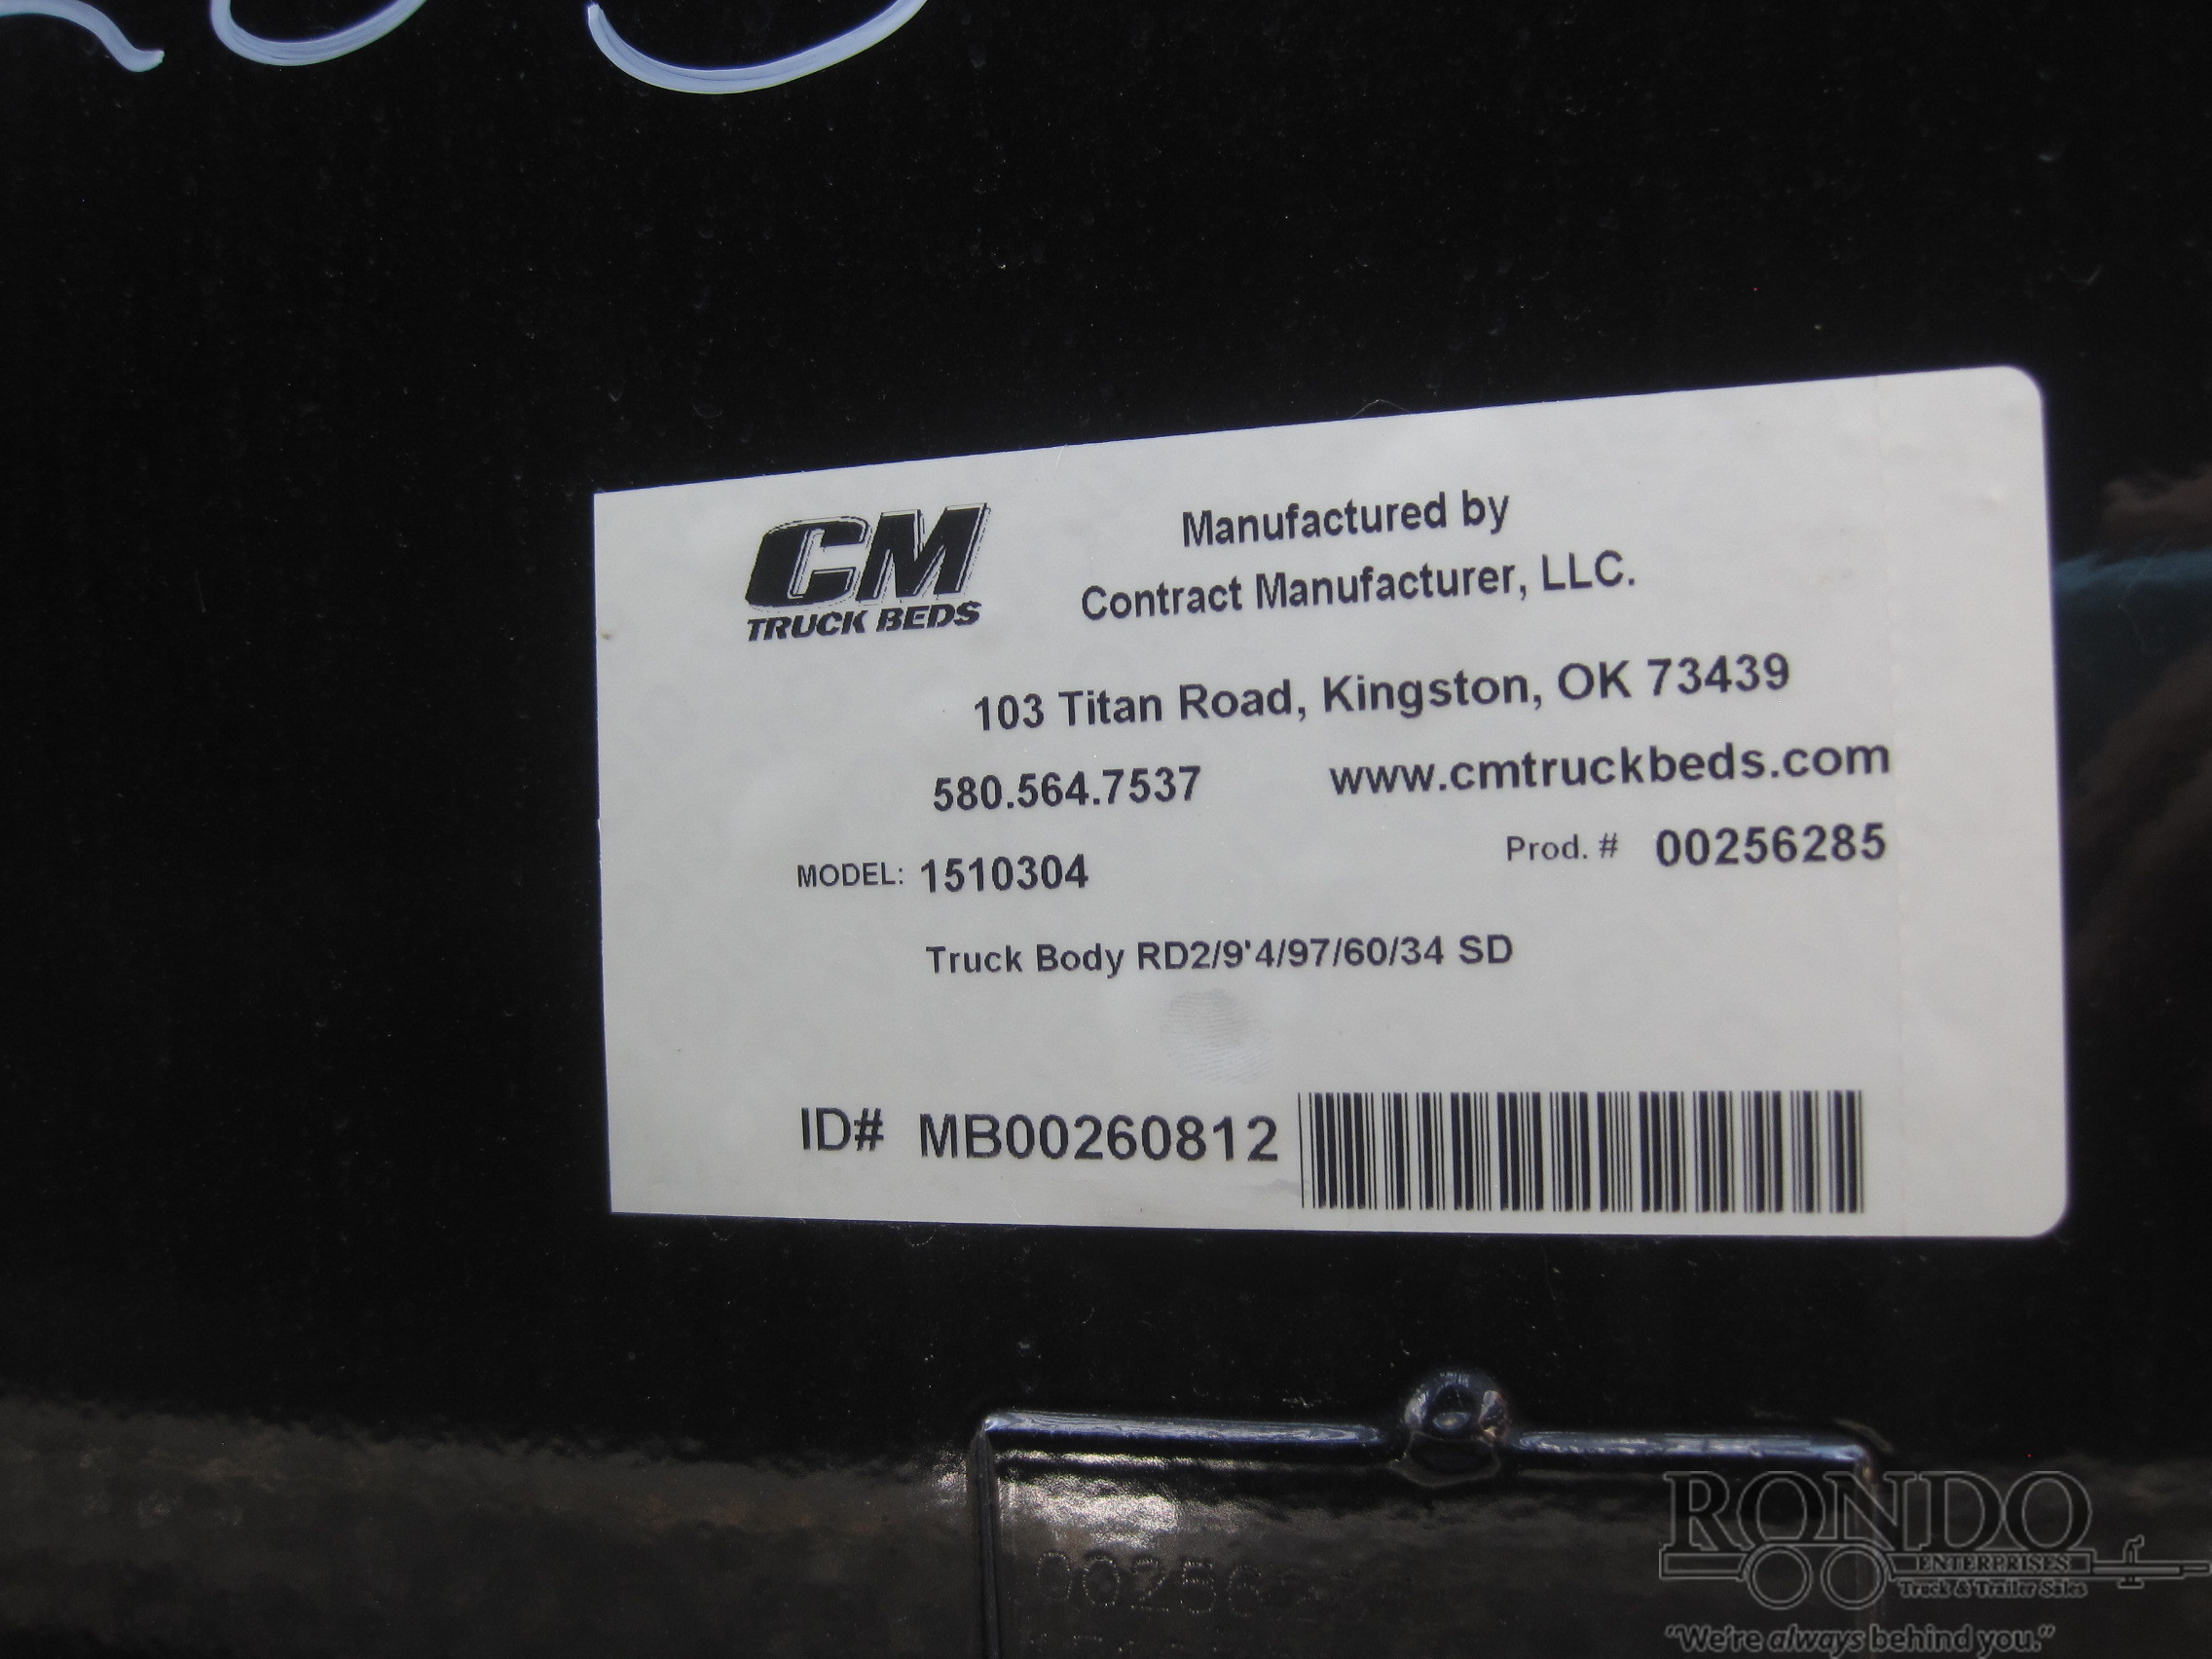 CM
TRUCK BEDS
Manufactured by
Contract Manufacturer, LLC.
103 Titan Road, Kingston, OK 73439
580.564.7537 www.cmtruckbeds.com
MODEL: 1510304 Prod. # 00256285
Truck Body RD2/9'4/97/60/34 SD
ID# MB00260812
RONDO
ENTERPRISES
Truck & Trailer Sales
"We're always behind you."